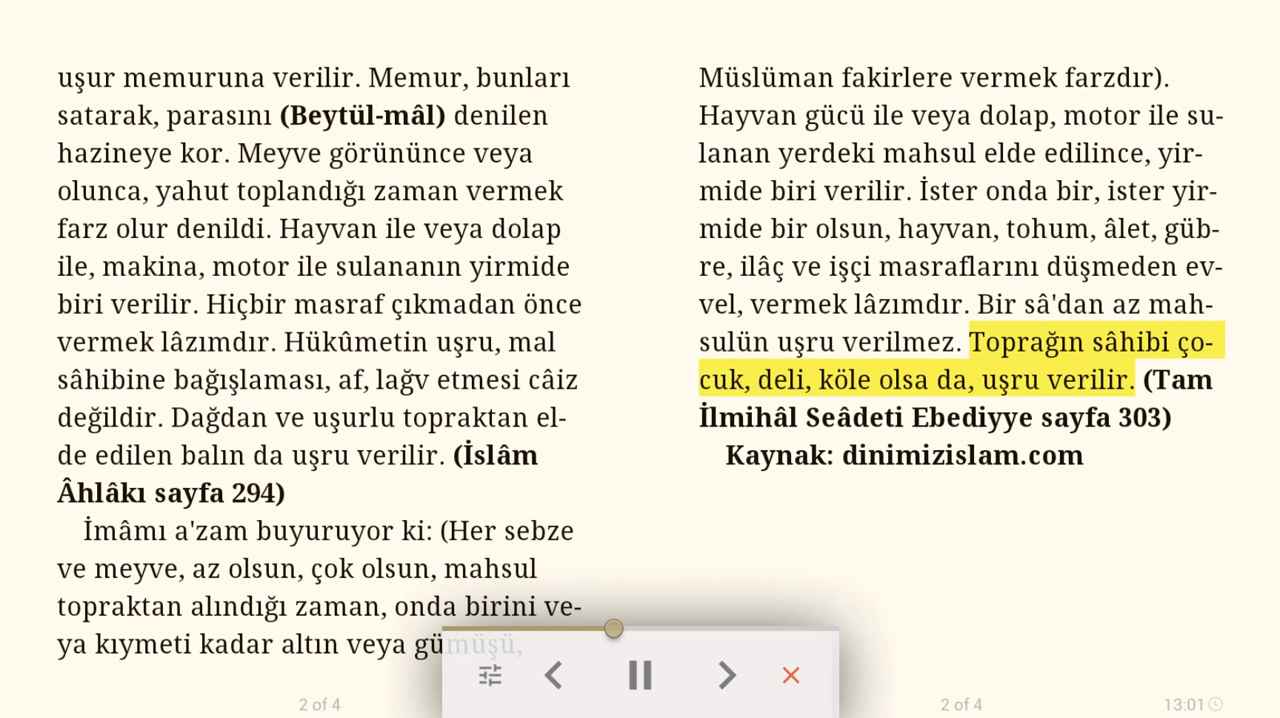 uşur memuruna verilir. Memur, bunları
satarak, parasını (Beytül-mâl) denilen
hazineye kor. Meyve görününce veya
olunca, yahut toplandığı zaman vermek
farz olur denildi. Hayvan ile veya dolap
ile, makina, motor ile sulananın yirmide
biri verilir. Hiçbir masraf çıkmadan önce
vermek lâzımdır. Hükûmetin uşru, mal
sâhibine bağışlaması, af, lağv etmesi câiz
değildir. Dağdan ve uşurlu topraktan el-
de edilen balın da uşru verilir. (İslâm
Âhlâkı sayfa 294)
İmâmı a'zam buyuruyor ki: (Her sebze
ve meyve, az olsun, çok olsun, mahsul
topraktan alındığı zaman, onda birini ve-
ya kıymeti kadar altın veya gümüşü,
2 of 4
Müslüman fakirlere vermek farzdır).
Hayvan gücü ile veya dolap, motor ile su-
lanan yerdeki mahsul elde edilince, yir-
mide biri verilir. İster onda bir, ister yir-
mide bir olsun, hayvan, tohum, âlet, güb-
re, ilâç ve işçi masraflarını düşmeden ev-
vel, vermek lâzımdır. Bir sâ'dan az mah-
sulün uşru verilmez. Toprağın sâhibi ço-
cuk, deli, köle olsa da, uşru verilir. (Tam
İlmihâl Seâdeti Ebediyye sayfa 303)
Kaynak: dinimizislam.com
2 of 4
13:01